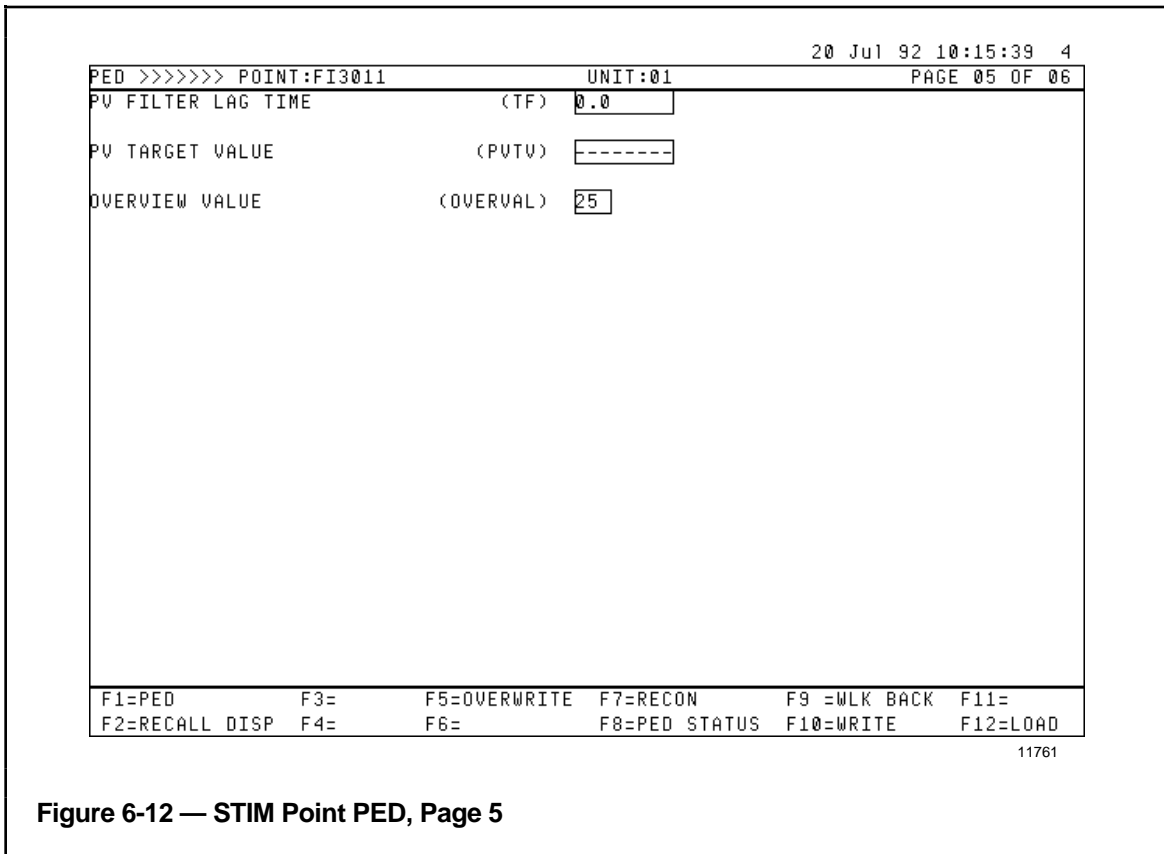 20 Jul 92 10:15:39 4
PED >>>>>>> POINT:FI3011 UNIT:01 PAGE 05 OF 06
PV FILTER LAG TIME (TF) 0.0
PV TARGET VALUE (PVTV) --------
OVERVIEW VALUE (OVERVAL) 25
F1=PED F3= F5=OVERWRITE F7=RECON F9 =WLK BACK F11=
F2=RECALL DISP F4= F6= F8=PED STATUS F10=WRITE F12=LOAD
11761
Figure 6-12 — STIM Point PED, Page 5